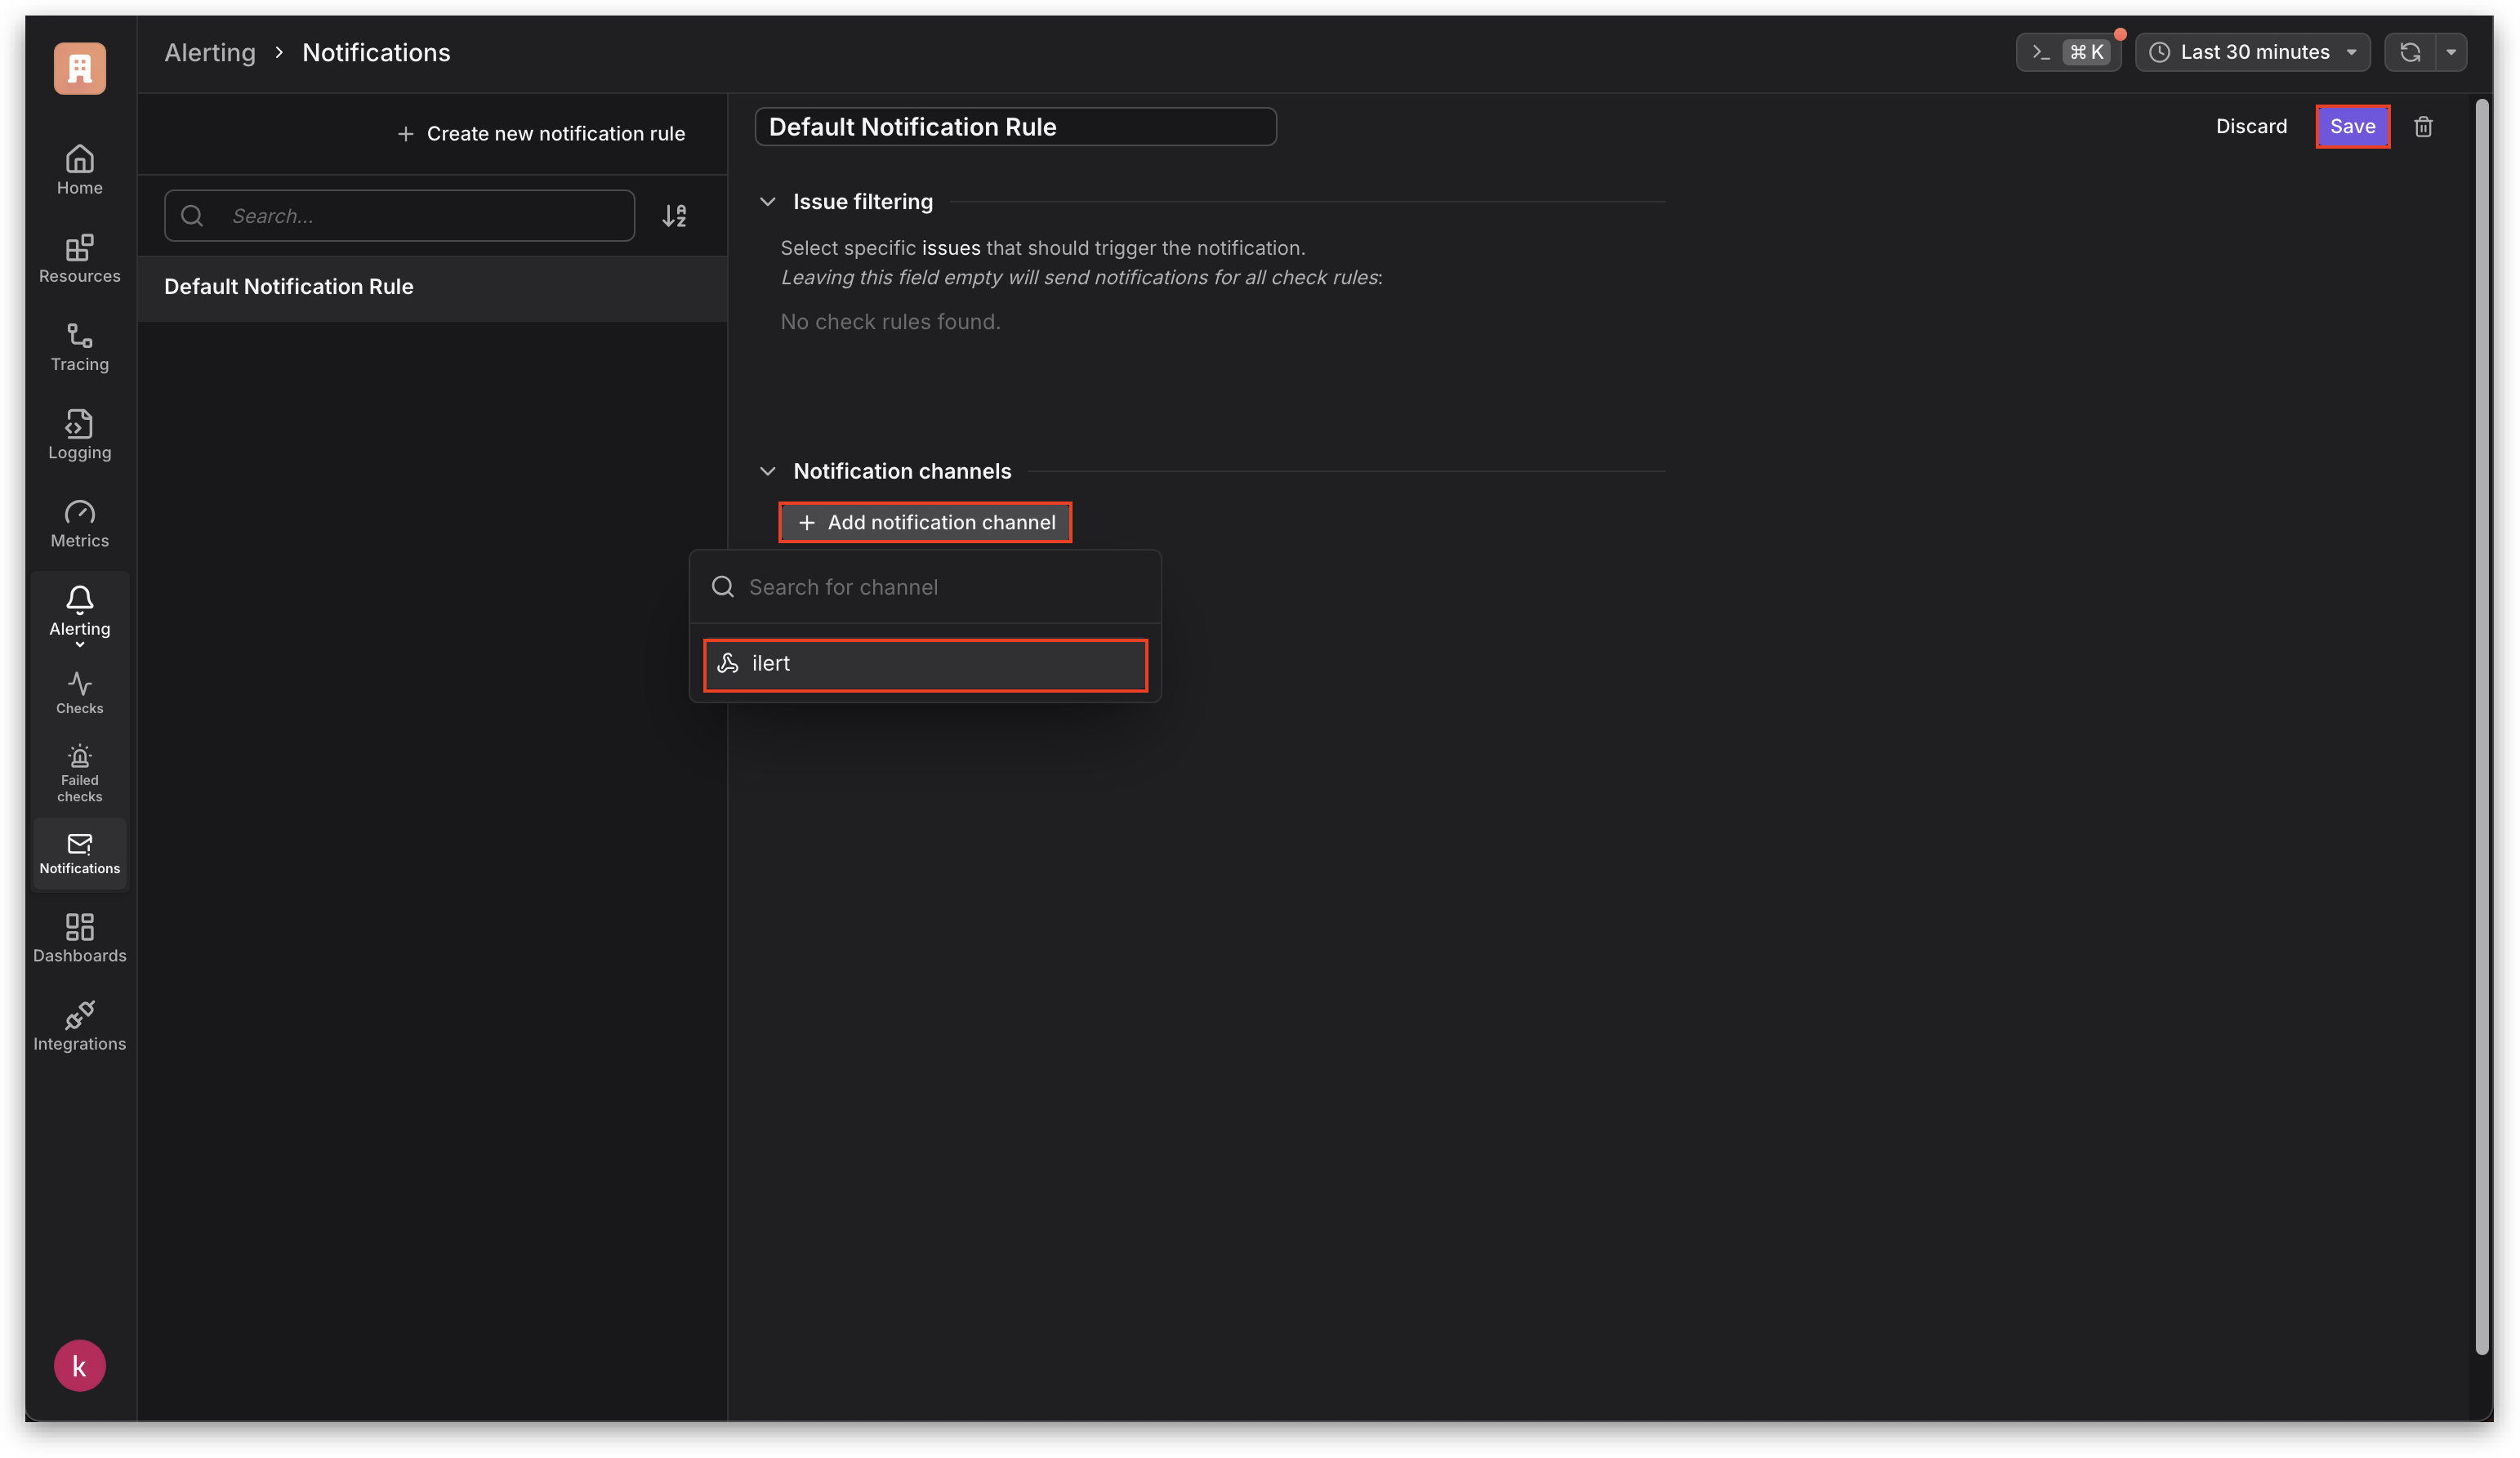 Alerting > Notifications
⌘ K
Last 30 minutes
Home
Resources
Tracing
Logging
Metrics
Alerting
Checks
Failed
checks
Notifications
Dashboards
Integrations
k
+ Create new notification rule
Search...
Default Notification Rule
Default Notification Rule
Discard
Save
Issue filtering
Select specific issues that should trigger the notification.
Leaving this field empty will send notifications for all check rules:
No check rules found.
Notification channels
+ Add notification channel
Search for channel
ilert